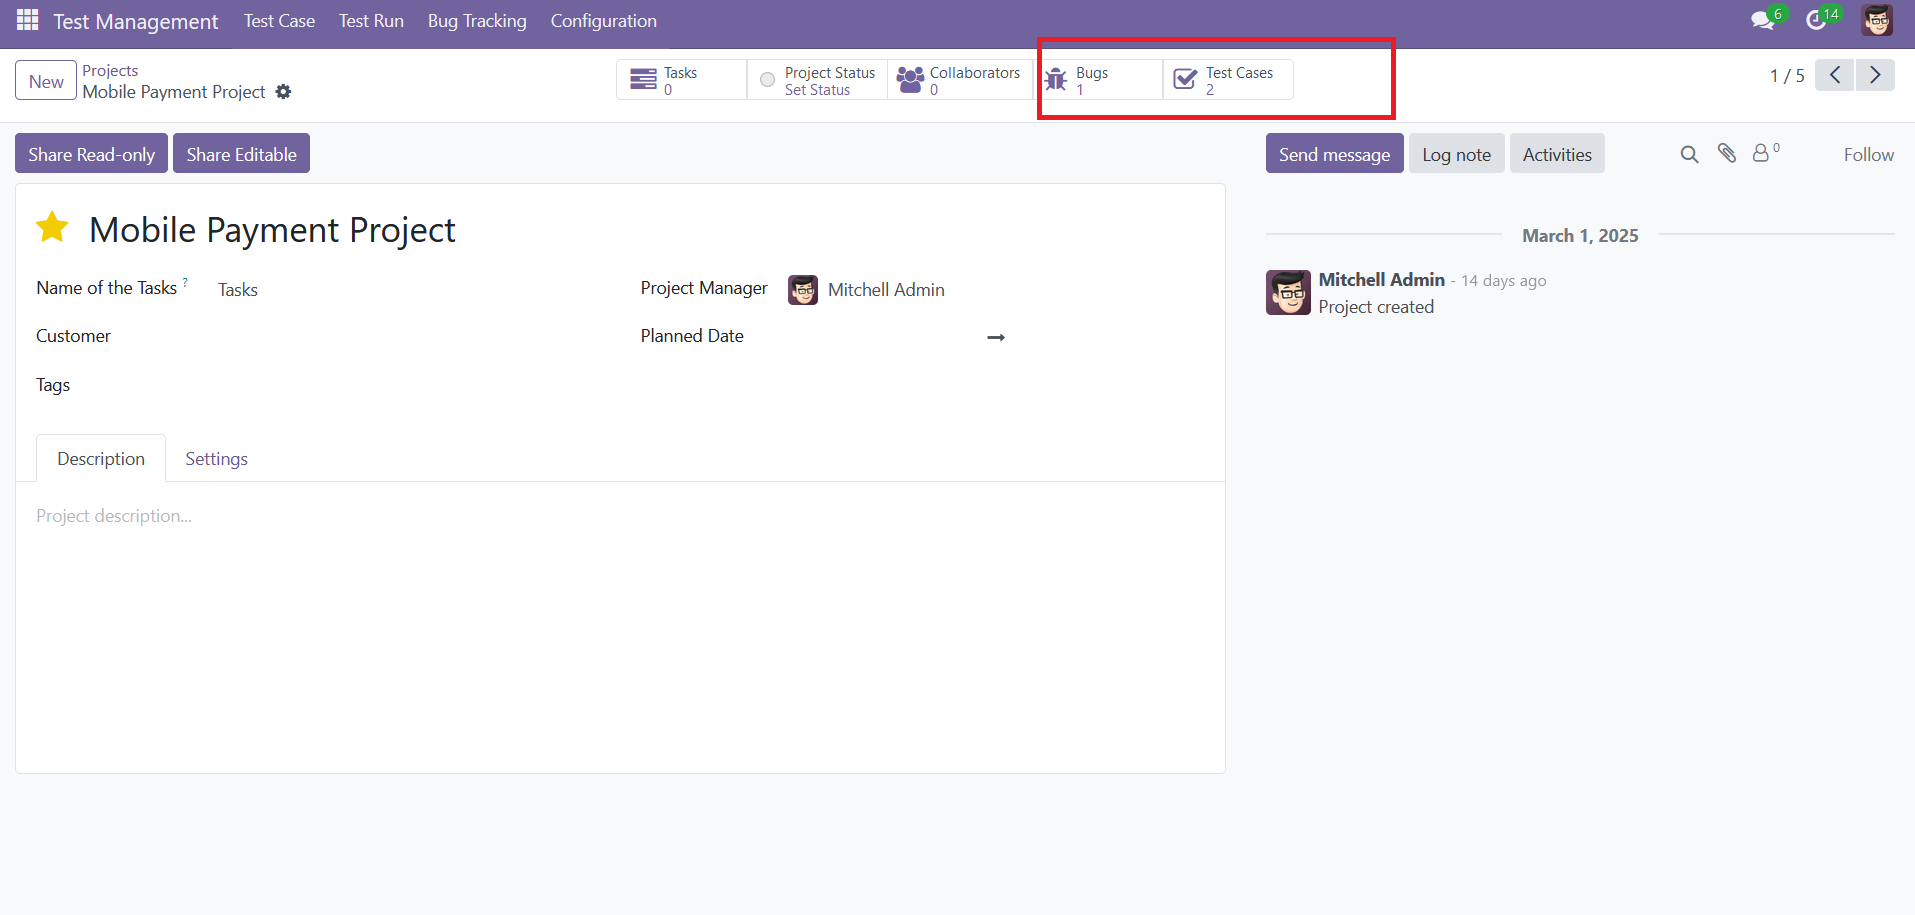 Test Management Test Case Test Run Bug Tracking Configuration 6 14
New Projects
Mobile Payment Project
Tasks
0
Project Status
Set Status
Collaborators
0
Bugs
1
Test Cases
2
1 / 5
Share Read-only Share Editable
Send message Log note Activities 0 Follow
Mobile Payment Project
Name of the Tasks ? Tasks
Project Manager Mitchell Admin
Customer
Planned Date
Tags
Description Settings
Project description...
March 1, 2025
Mitchell Admin - 14 days ago
Project created